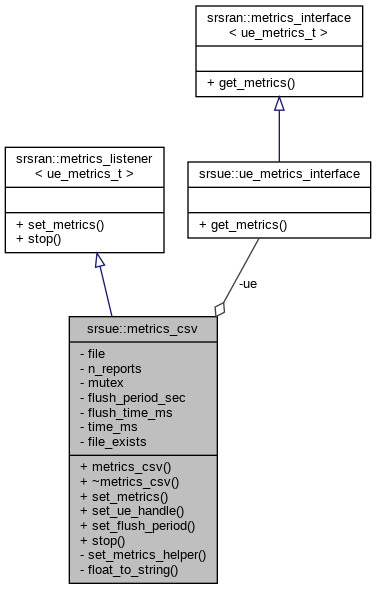 srsran::metrics_interface
< ue_metrics_t >
+ get_metrics()
srsran::metrics_listener
< ue_metrics_t >
+ set_metrics()
+ stop()
srsue::ue_metrics_interface
+ get_metrics()
-ue
srsue::metrics_csv
- file
- n_reports
- mutex
- flush_period_sec
- flush_time_ms
- time_ms
- file_exists
+ metrics_csv()
+ ~metrics_csv()
+ set_metrics()
+ set_ue_handle()
+ set_flush_period()
+ stop()
- set_metrics_helper()
- float_to_string()